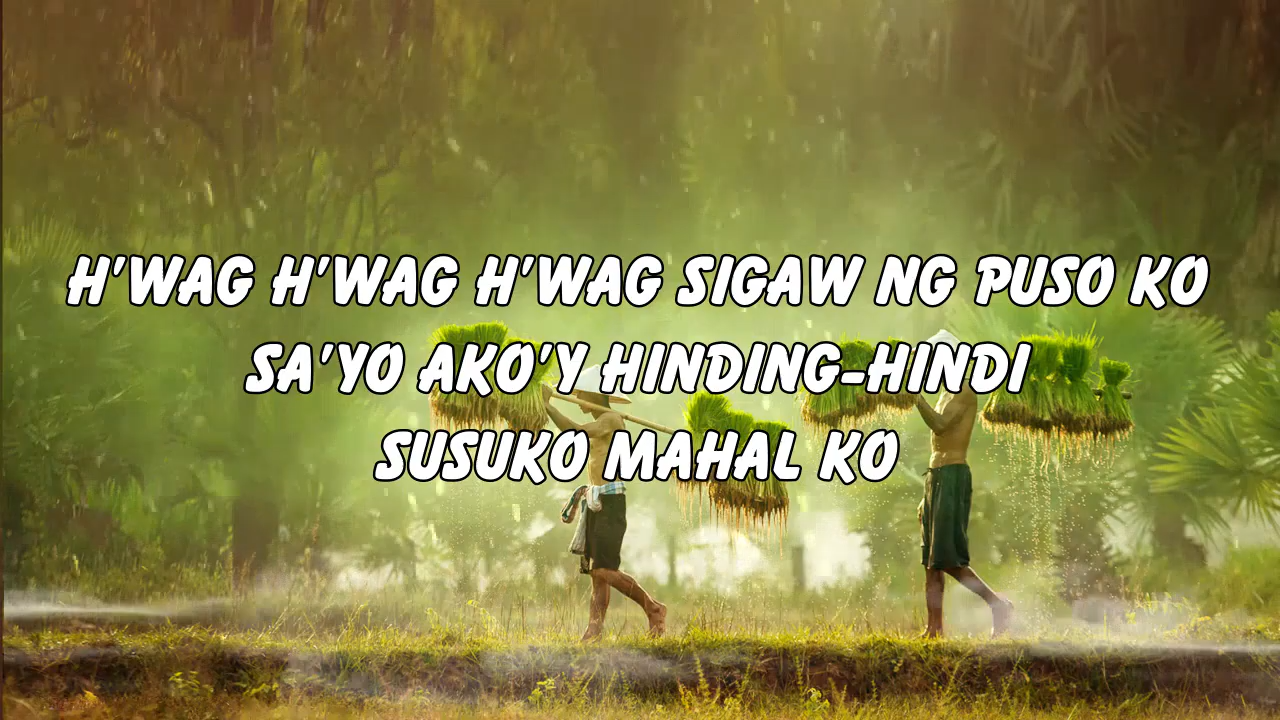 H'WAG H'WAG H'WAG SIGAW NG PUSO KO
SA'YO AKO'Y HINDING-HINDI
SUSUKO MAHAL KO